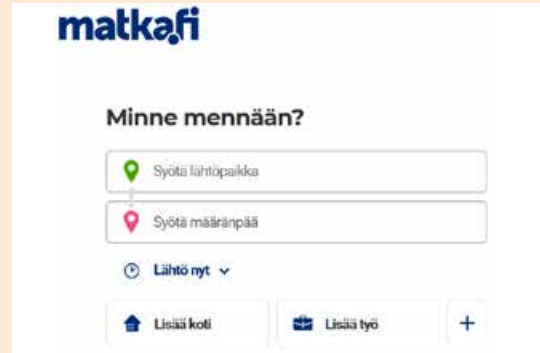 matka.fi
Minne mennään?
Syötä lähtöpaikka
Syötä määränpää
Lähtö nyt
Lisää koti
Lisää työ
+